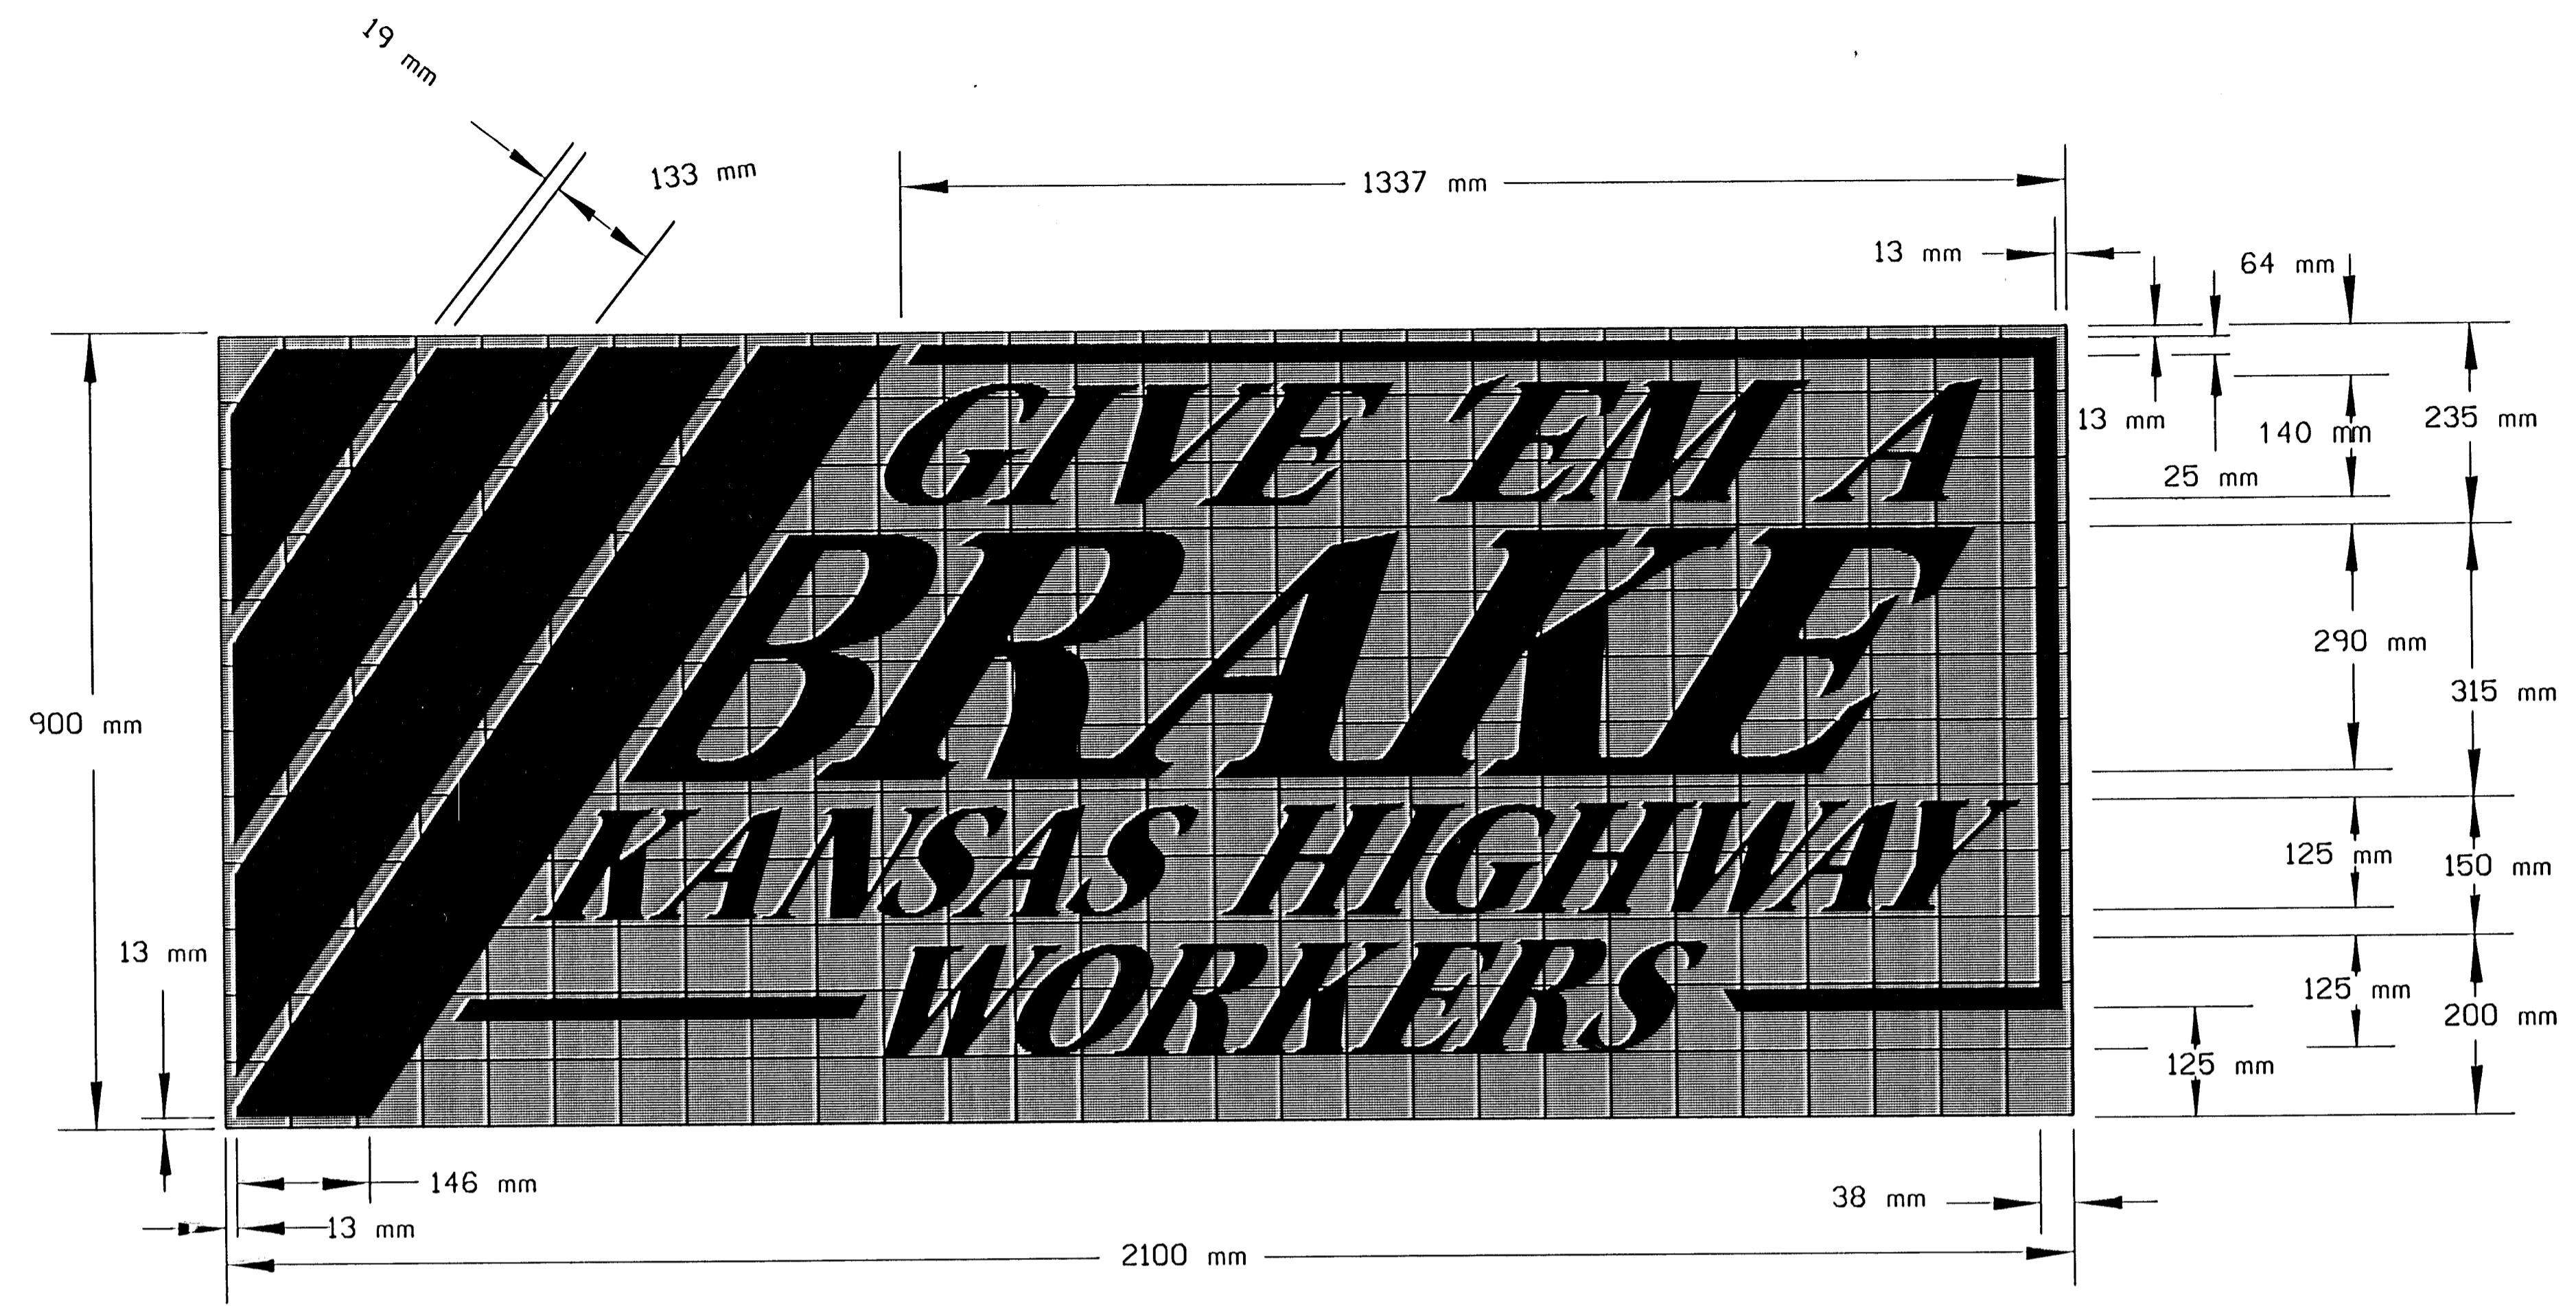 19 mm
133 mm
1337 mm
13 mm
64 mm
13 mm
140 mm
235 mm
25 mm
GIVE 'EM A
BRAKE
KANSAS HIGHWAY
WORKERS
290 mm
315 mm
900 mm
125 mm
150 mm
13 mm
125 mm
200 mm
125 mm
146 mm
38 mm
13 mm
2100 mm